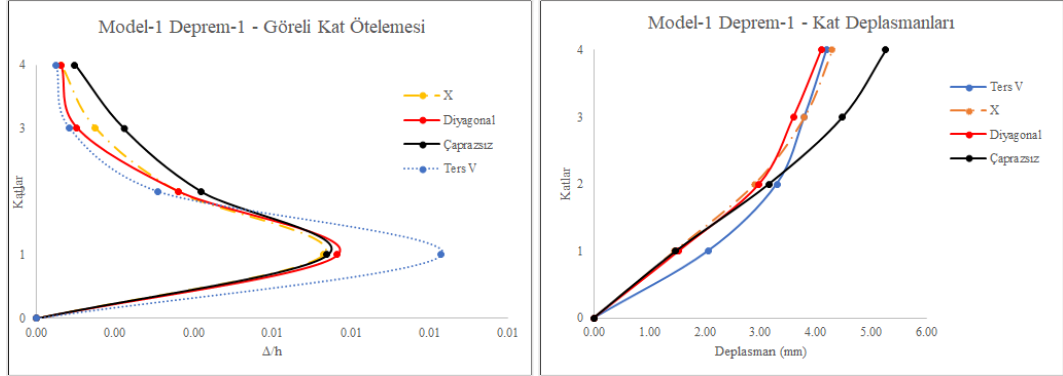 Model-1 Deprem-1 - Göreli Kat Ötelemesi
4
3
2
1
0
Katlar
0.00
0.00
0.00
0.01
0.01
0.01
0.01
Δ/h
X
Diyagonal
Çaprazsız
Ters V
Model-1 Deprem-1 - Kat Deplasmanları
4
3
2
1
0
Katlar
0.00
1.00
2.00
3.00
4.00
5.00
6.00
Deplasman (mm)
Ters V
X
Diyagonal
Çaprazsız